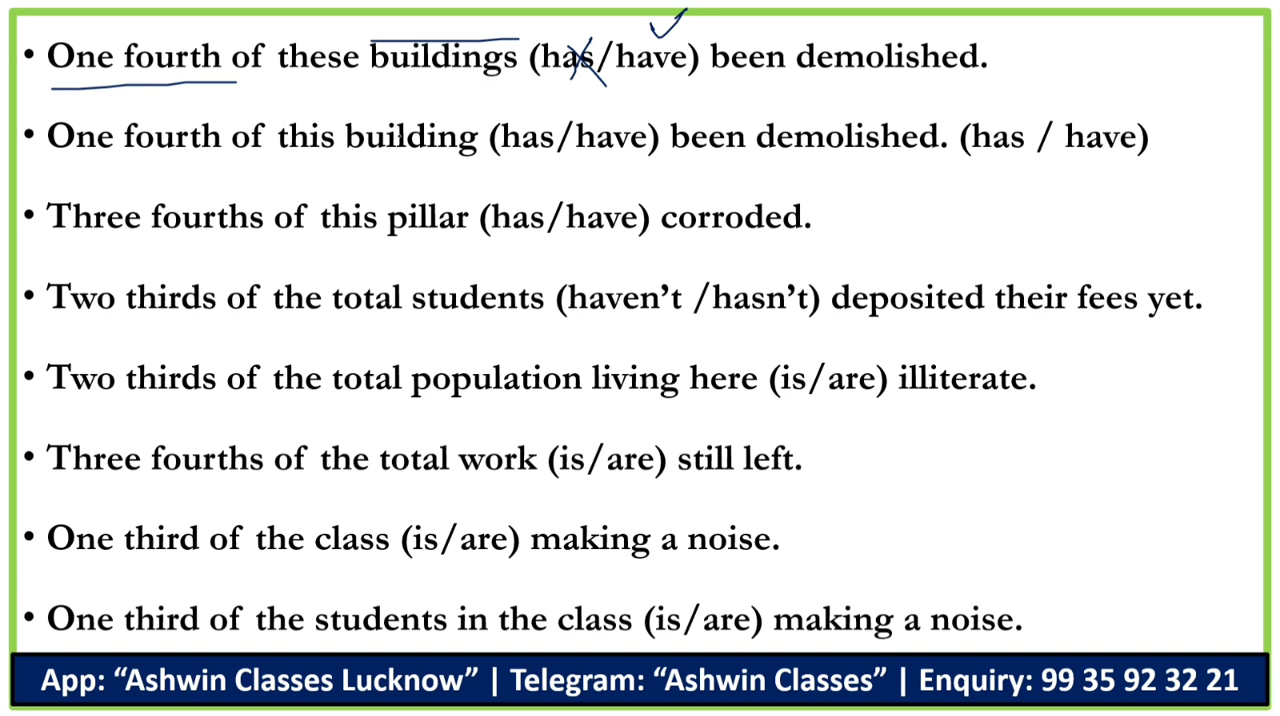 • One fourth of these buildings (has/have) been demolished.
• One fourth of this building (has/have) been demolished. (has / have)
• Three fourths of this pillar (has/have) corroded.
• Two thirds of the total students (haven’t /hasn’t) deposited their fees yet.
• Two thirds of the total population living here (is/are) illiterate.
• Three fourths of the total work (is/are) still left.
• One third of the class (is/are) making a noise.
• One third of the students in the class (is/are) making a noise.
App: “Ashwin Classes Lucknow” | Telegram: “Ashwin Classes” | Enquiry: 99 35 92 32 21